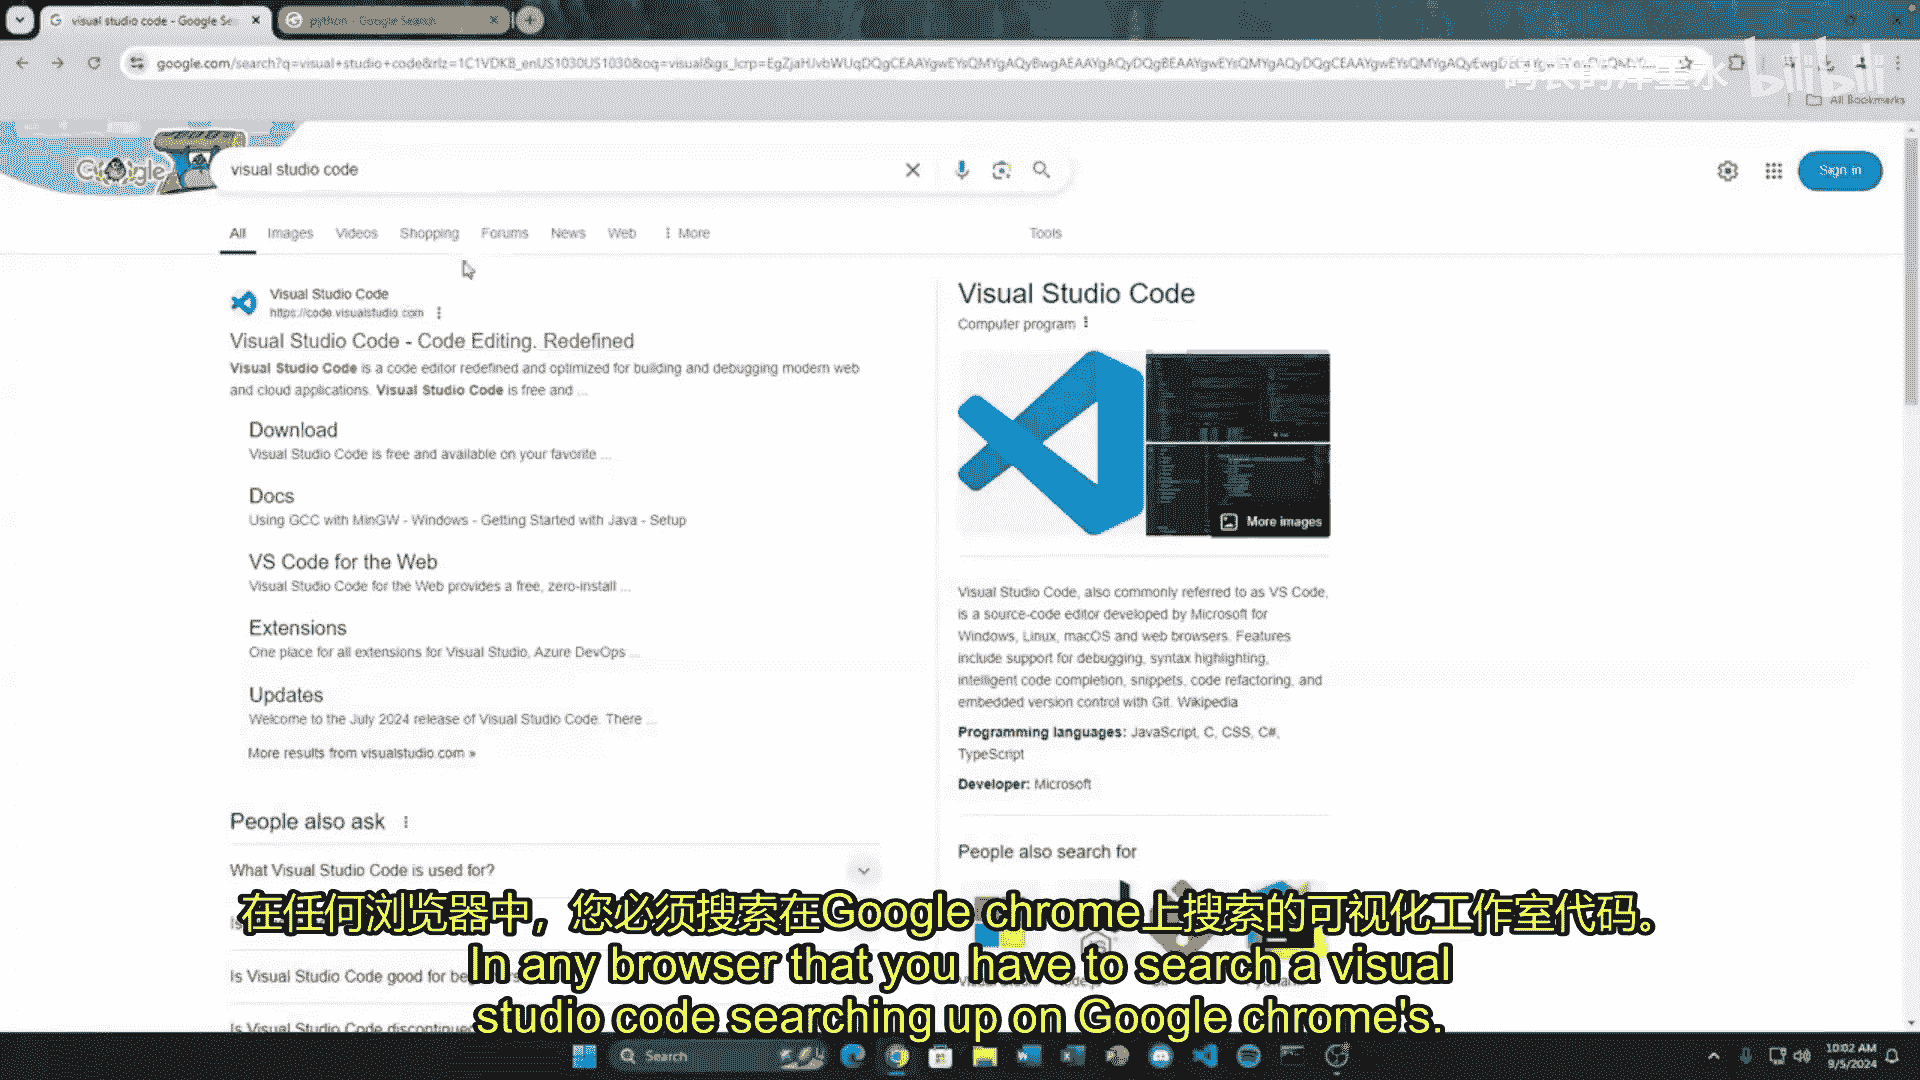 visual studio code - Google Se
python - Google Search
All Bookmarks
Google
visual studio code
Sign in
All Images Videos Shopping Forums News Web More Tools
Visual Studio Code
https://code.visualstudio.com
Visual Studio Code - Code Editing. Redefined
Visual Studio Code is a code editor redefined and optimized for building and debugging modern web
and cloud applications. Visual Studio Code is free and ...
Download
Visual Studio Code is free and available on your favorite ...
Docs
Using GCC with MinGW - Windows - Getting Started with Java - Setup
VS Code for the Web
Visual Studio Code for the Web provides a free, zero-install ...
Extensions
One place for all extensions for Visual Studio, Azure DevOps ...
Updates
Welcome to the July 2024 release of Visual Studio Code. There ...
More results from visualstudio.com »
People also ask
What Visual Studio Code is used for?
Is Visual Studio Code good for
Is Visual Studio Code discontinued
Visual Studio Code
Computer program
More images
Visual Studio Code, also commonly referred to as VS Code,
is a source-code editor developed by Microsoft for
Windows, Linux, macOS and web browsers. Features
include support for debugging, syntax highlighting,
intelligent code completion, snippets, code refactoring, and
embedded version control with Git. Wikipedia
Programming languages: JavaScript, C, CSS, C#,
TypeScript
Developer: Microsoft
People also search for
在任何浏览器中，您必须搜索在Google chrome上搜索的可视化工作室代码。
In any browser that you have to search a visual
studio code searching up on Google chrome's.
Search
10:02 AM
9/5/2024
bilibili